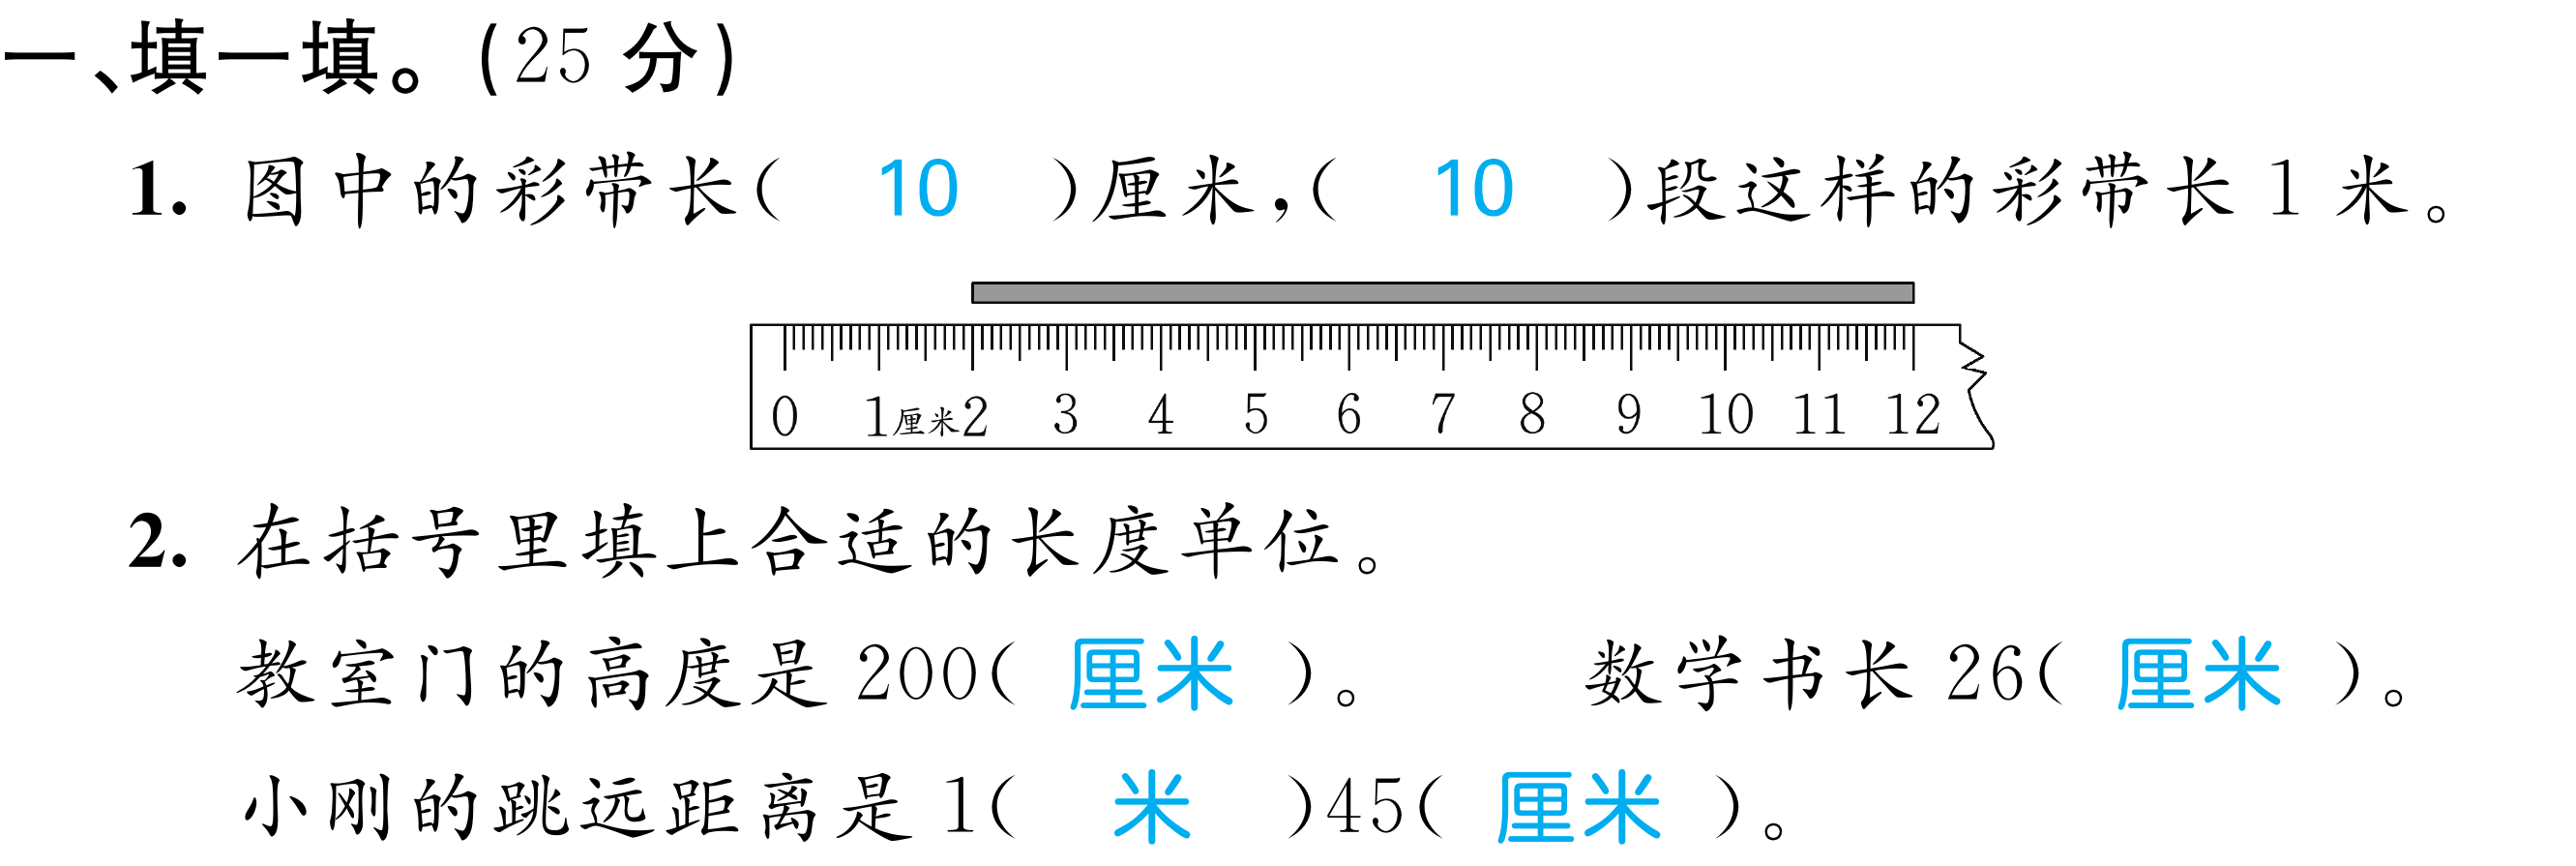 一、填一填。(25 分)
1. 图中的彩带长( 10 )厘米,( 10 )段这样的彩带长 1 米。
0 1厘米2 3 4 5 6 7 8 9 10 11 12
2. 在括号里填上合适的长度单位。
教室门的高度是 200( 厘米 )。 数学书长 26( 厘米 )。
小刚的跳远距离是 1( 米 )45( 厘米 )。